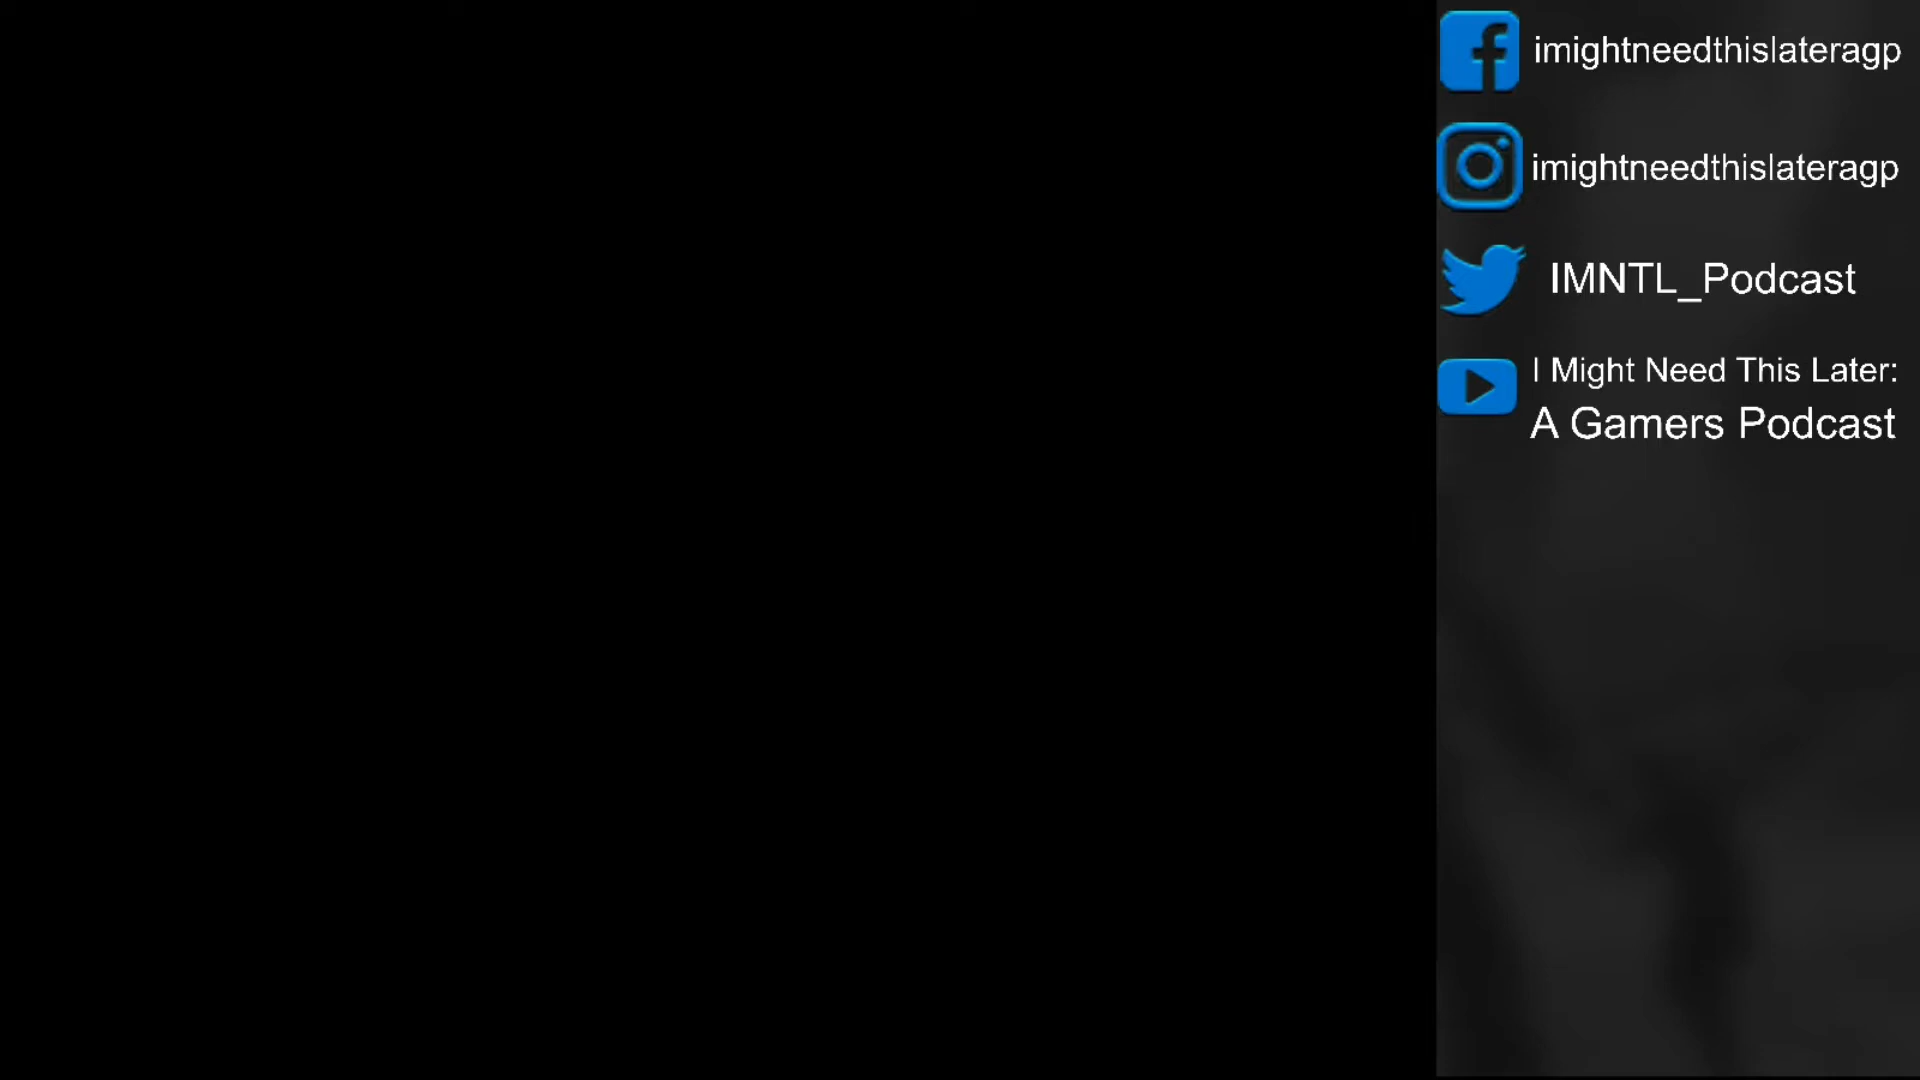 imightneedthislateragp
imightneedthislateragp
IMNTL_Podcast
I Might Need This Later:
A Gamers Podcast